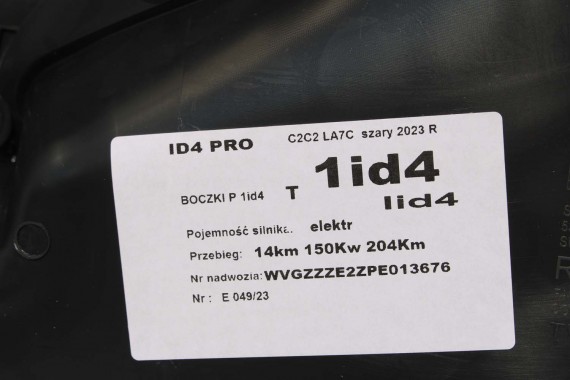 ID4 PRO C2C2 LA7C szary 2023 R
BOCZKI P 1id4 T 1id4
Iid4
Pojemność silnika.. elektr
Przebieg: 14km 150Kw 204Km
Nr nadwozia: WVGZZZE2ZPE013676
Nr : E 049/23